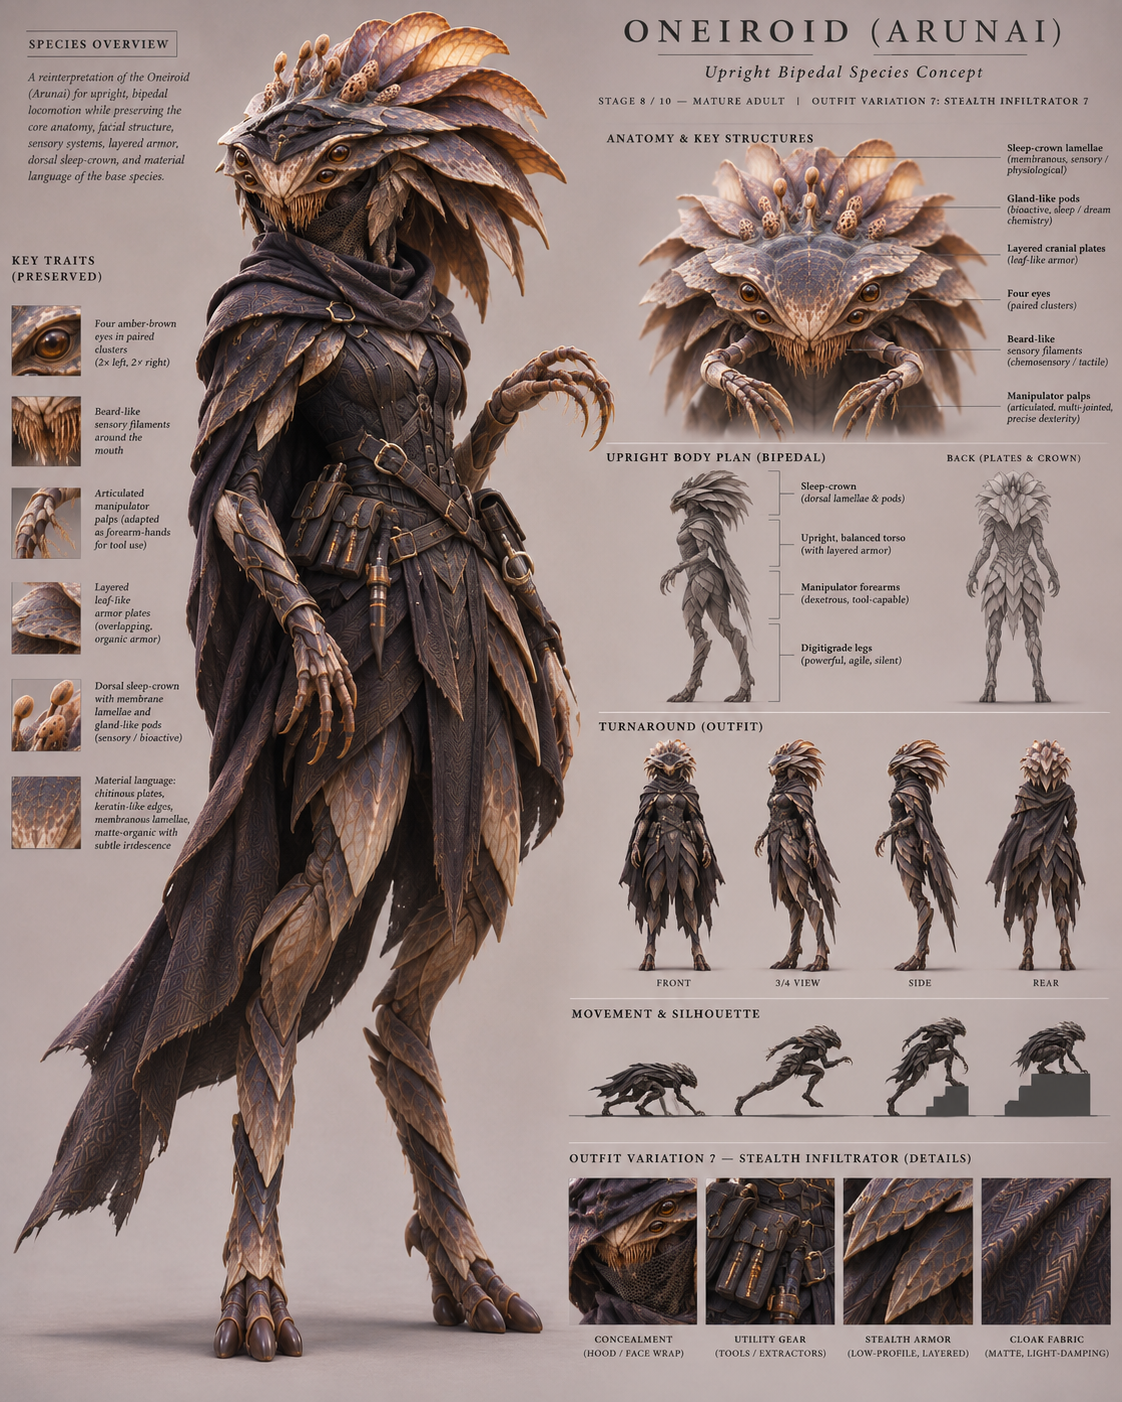 SPECIES OVERVIEW
A reinterpretation of the Oneiroid
(Arunai) for upright, bipedal
locomotion while preserving the
core anatomy, facial structure,
sensory systems, layered armor,
dorsal sleep-crown, and material
language of the base species.
KEY TRAITS
(PRESERVED)
Four amber-brown
eyes in paired
clusters
(2× left, 2× right)
Beard-like
sensory filaments
around the
mouth
Articulated
manipulator
palps (adapted
as forearm-hands
for tool use)
Layered
leaf-like
armor plates
(overlapping,
organic armor)
Dorsal sleep-crown
with membrane
lamellae and
gland-like pods
(sensory / bioactive)
Material language:
chitinous plates,
keratin-like edges,
membranous lamellae,
matte-organic with
subtle iridescence
ONEIROID (ARUNAI)
Upright Bipedal Species Concept
STAGE 8 / 10 — MATURE ADULT | OUTFIT VARIATION 7: STEALTH INFILTRATOR 7
ANATOMY & KEY STRUCTURES
Sleep-crown lamellae
(membranous, sensory /
physiological)
Gland-like pods
(bioactive, sleep / dream
chemistry)
Layered cranial plates
(leaf-like armor)
Four eyes
(paired clusters)
Beard-like
sensory filaments
(chemosensory / tactile)
Manipulator palps
(articulated, multi-jointed,
precise dexterity)
UPRIGHT BODY PLAN (BIPEDAL)
BACK (PLATES & CROWN)
Sleep-crown
(dorsal lamellae & pods)
Upright, balanced torso
(with layered armor)
Manipulator forearms
(dexetrous, tool-capable)
Digitigrade legs
(powerful, agile, silent)
TURNAROUND (OUTFIT)
FRONT
3/4 VIEW
SIDE
REAR
MOVEMENT & SILHOUETTE
OUTFIT VARIATION 7 — STEALTH INFILTRATOR (DETAILS)
CONCEALMENT
(HOOD / FACE WRAP)
UTILITY GEAR
(TOOLS / EXTRACTORS)
STEALTH ARMOR
(LOW-PROFILE, LAYERED)
CLOAK FABRIC
(MATTE, LIGHT-DAMPING)